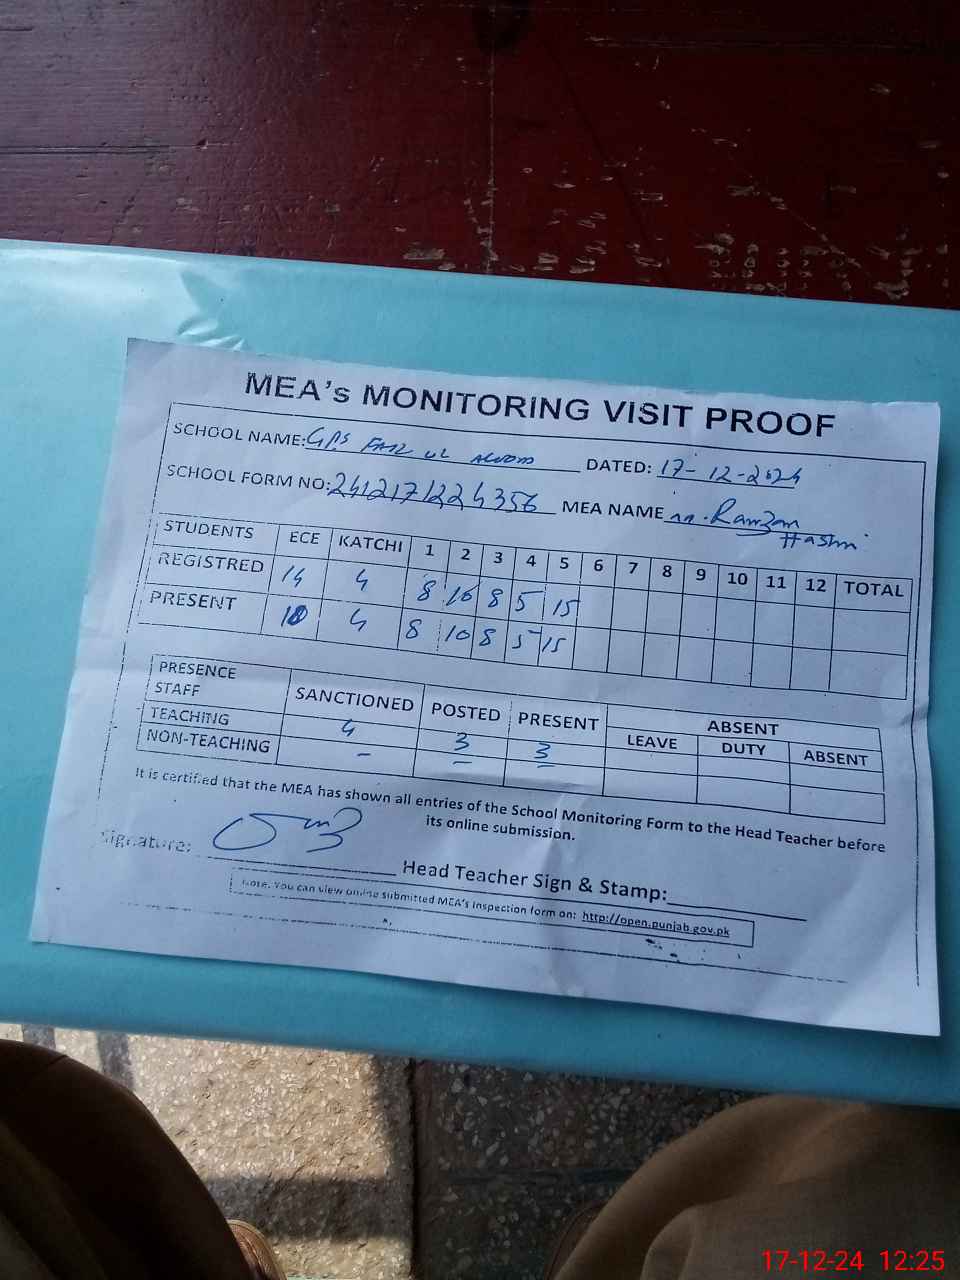 MEA's MONITORING VISIT PROOF
SCHOOL NAME: GPS FAIZ UL DATED: 17-12-2024
SCHOOL FORM NO: MEA NAME M. Ramzan Hashmi
STUDENTS ECE KATCHI 1 2 3 4 5 6 7 8 9 10 11 12 TOTAL
REGISTRED 14 4 8 16 8 5 15
PRESENT 4 8 10 8 5 15
PRESENCE STAFF SANCTIONED POSTED PRESENT ABSENT
LEAVE DUTY ABSENT
TEACHING 4 3 3
NON-TEACHING – –
It is certified that the MEA has shown all entries of the School Monitoring Form to the Head Teacher before
its online submission.
Signature: Head Teacher Sign & Stamp:
Note. You can view online submitted MEA's Inspection form on: http://open.punjab.gov.pk
17-12-24 12:25